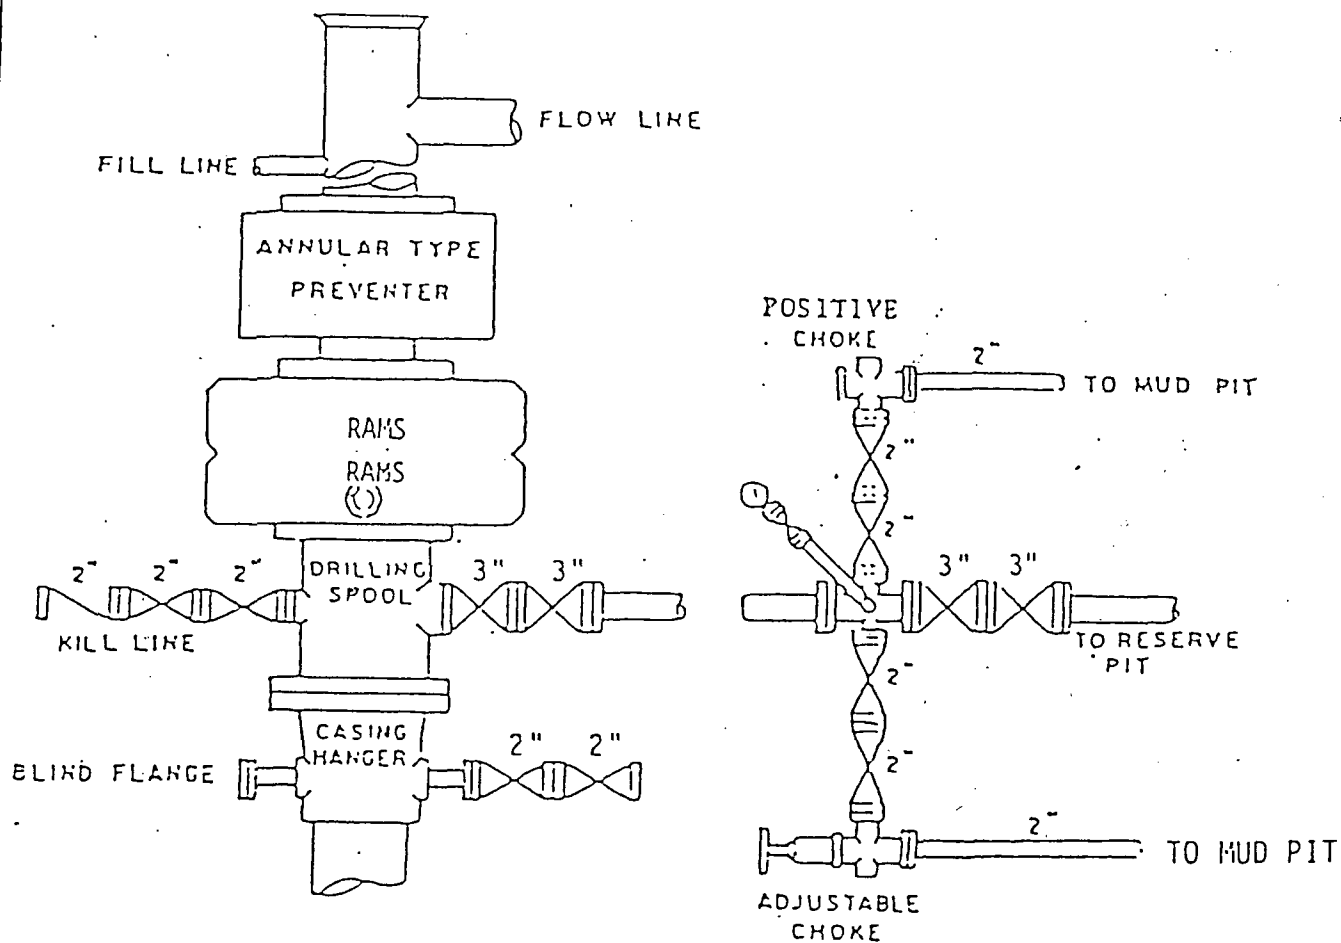 FLOW LINE
FILL LINE
ANNULAR TYPE
PREVENTER
RAMS
RAMS
2" 2" 2"
DRILLING
SPOOL
3" 3"
KILL LINE
CASING
HANGER
2" 2"
BLIND FLANGE
POSITIVE
CHOKE
2"
TO MUD PIT
2"
2"
3" 3"
TO RESERVE
PIT
2"
2"
2"
TO MUD PIT
ADJUSTABLE
CHOKE